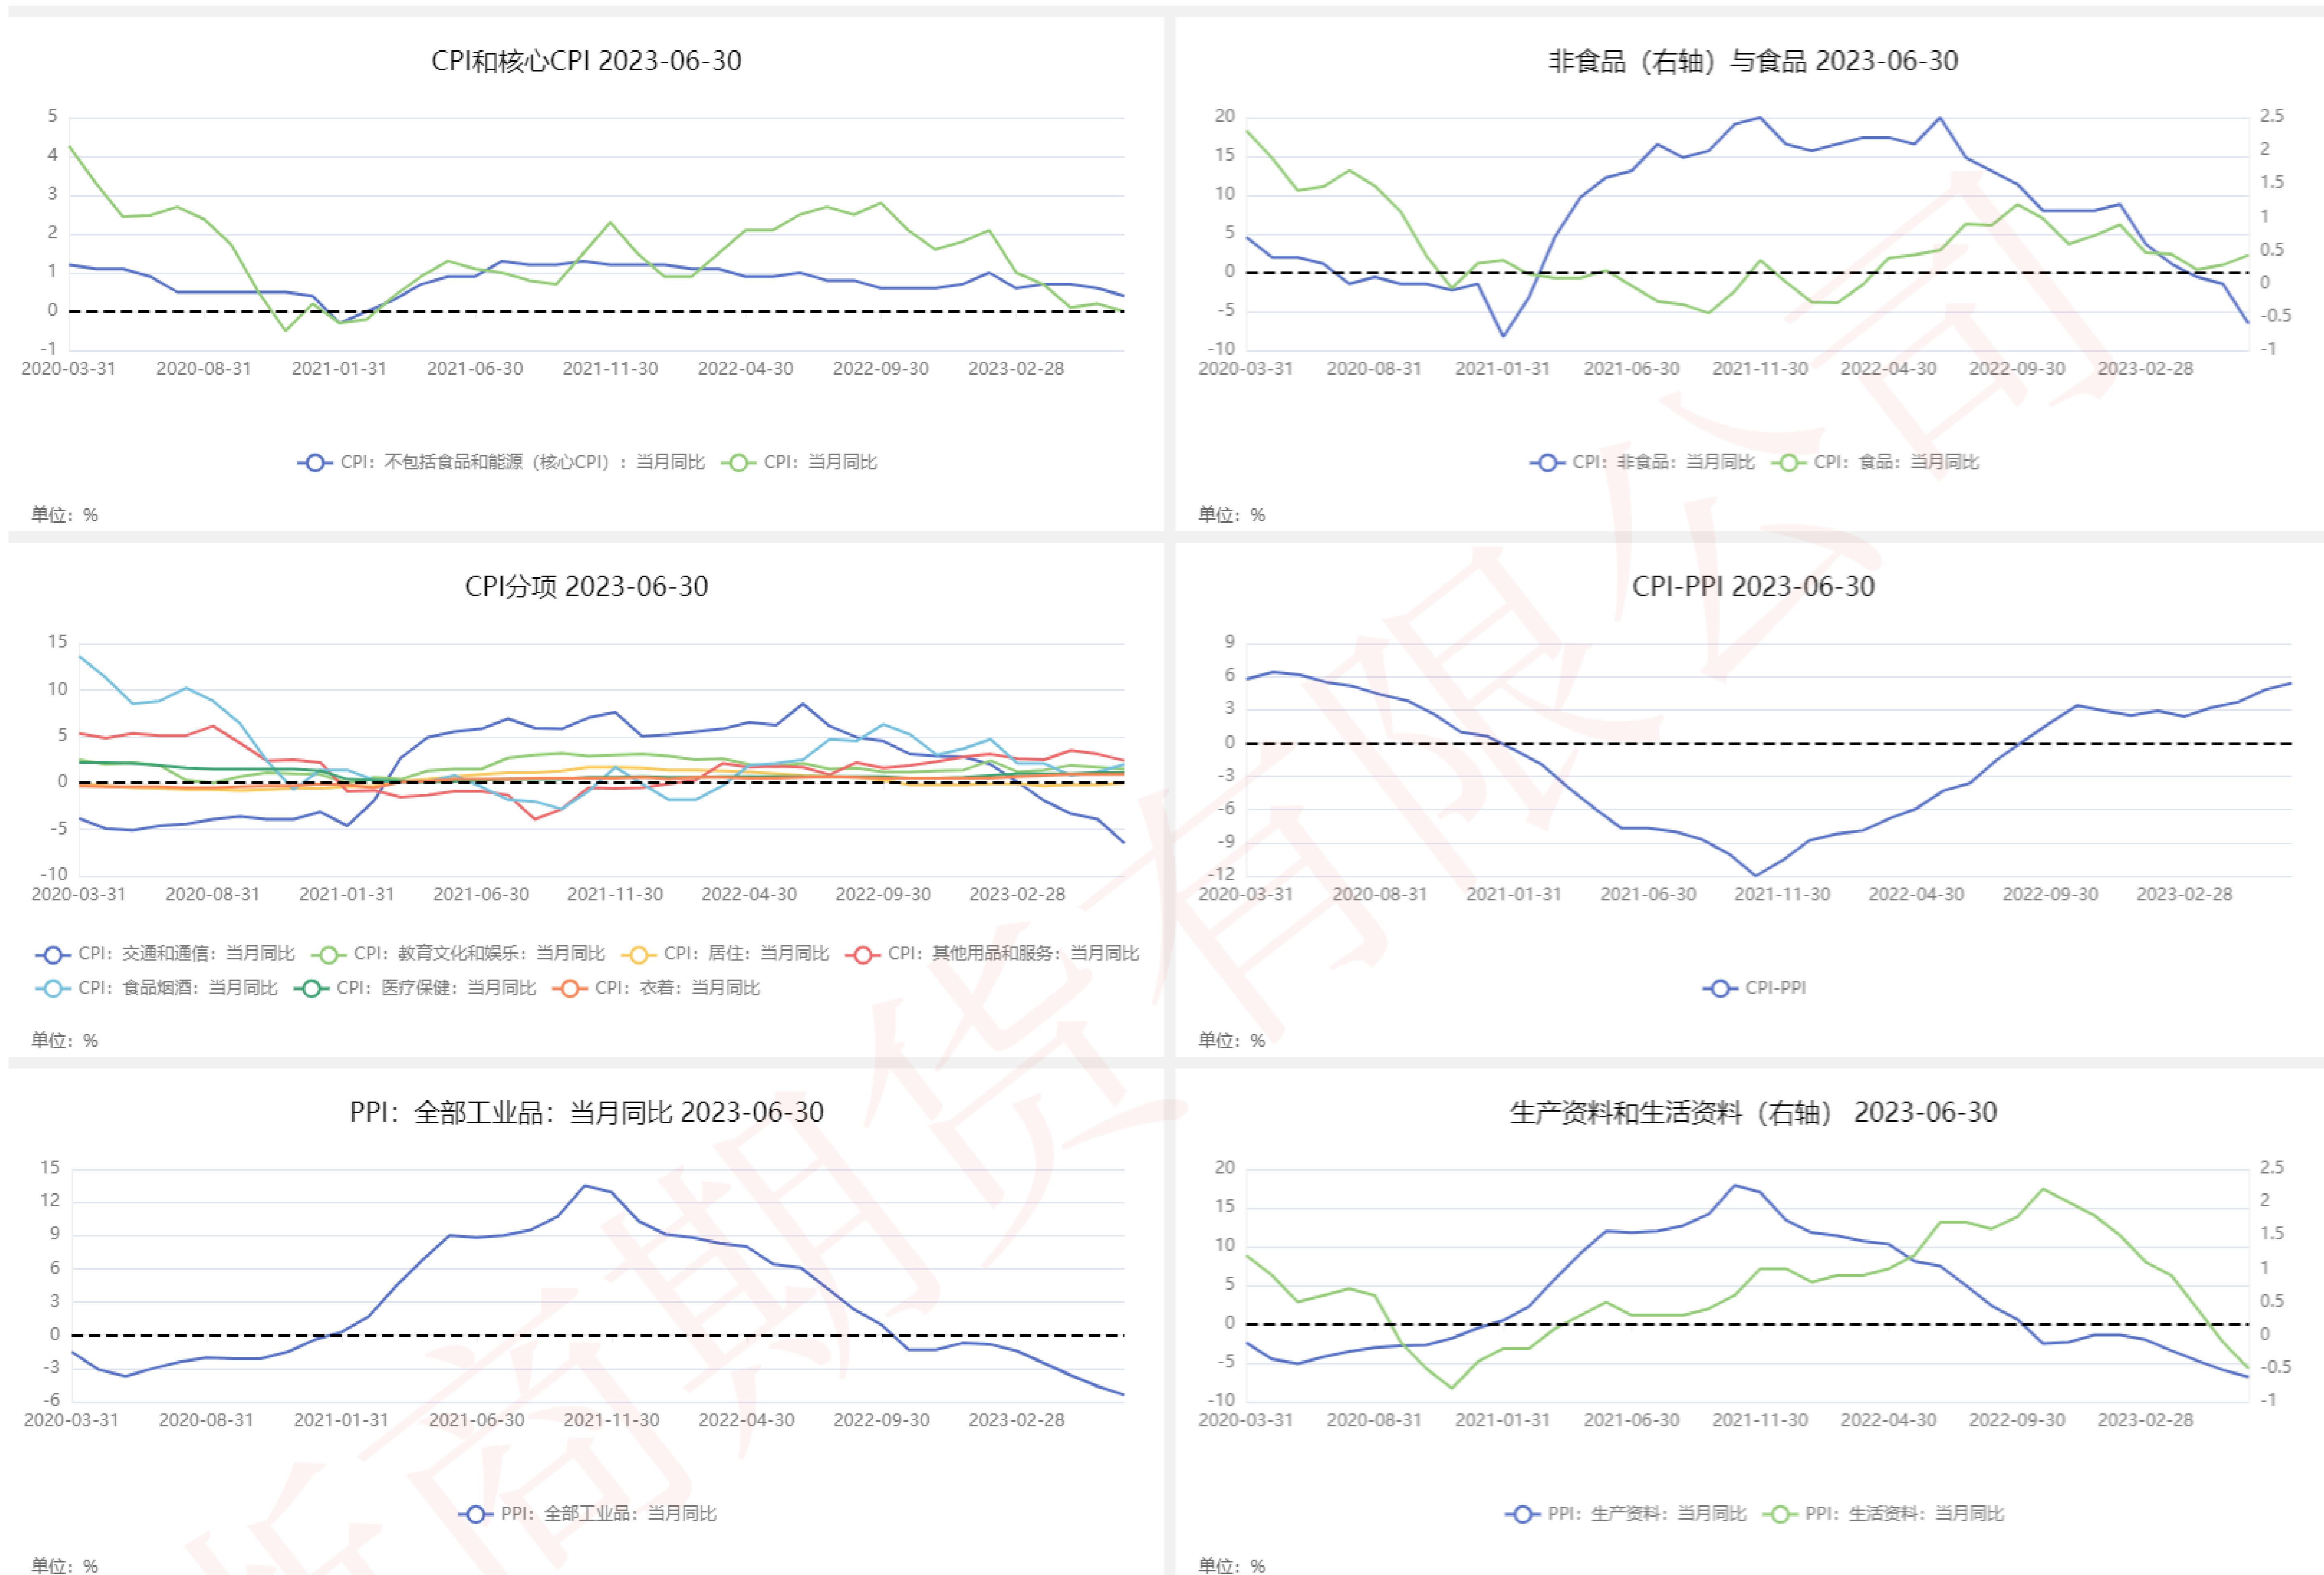 CPI和核心CPI 2023-06-30
5
4
3
2
1
0
-1
2020-03-31 2020-08-31 2021-01-31 2021-06-30 2021-11-30 2022-04-30 2022-09-30 2023-02-28
CPI：不包括食品和能源（核心CPI）：当月同比 CPI：当月同比
单位：%
非食品（右轴）与食品 2023-06-30
20 2.5
15 2
10 1.5
5 1
0 0.5
-5 0
-10 -0.5
-1
2020-03-31 2020-08-31 2021-01-31 2021-06-30 2021-11-30 2022-04-30 2022-09-30 2023-02-28
CPI：非食品：当月同比 CPI：食品：当月同比
单位：%
CPI分项 2023-06-30
15
10
5
0
-5
-10
2020-03-31 2020-08-31 2021-01-31 2021-06-30 2021-11-30 2022-04-30 2022-09-30 2023-02-28
CPI：交通和通信：当月同比 CPI：教育文化和娱乐：当月同比 CPI：居住：当月同比 CPI：其他用品和服务：当月同比
CPI：食品烟酒：当月同比 CPI：医疗保健：当月同比 CPI：衣着：当月同比
单位：%
CPI-PPI 2023-06-30
9
6
3
0
-3
-6
-9
-12
2020-03-31 2020-08-31 2021-01-31 2021-06-30 2021-11-30 2022-04-30 2022-09-30 2023-02-28
CPI-PPI
单位：%
PPI：全部工业品：当月同比 2023-06-30
15
12
9
6
3
0
-3
-6
2020-03-31 2020-08-31 2021-01-31 2021-06-30 2021-11-30 2022-04-30 2022-09-30 2023-02-28
PPI：全部工业品：当月同比
单位：%
生产资料和生活资料（右轴） 2023-06-30
20 2.5
15 2
10 1.5
5 1
0 0.5
-5 0
-10 -0.5
-1
2020-03-31 2020-08-31 2021-01-31 2021-06-30 2021-11-30 2022-04-30 2022-09-30 2023-02-28
PPI：生产资料：当月同比 PPI：生活资料：当月同比
单位：%
商期货有限公司